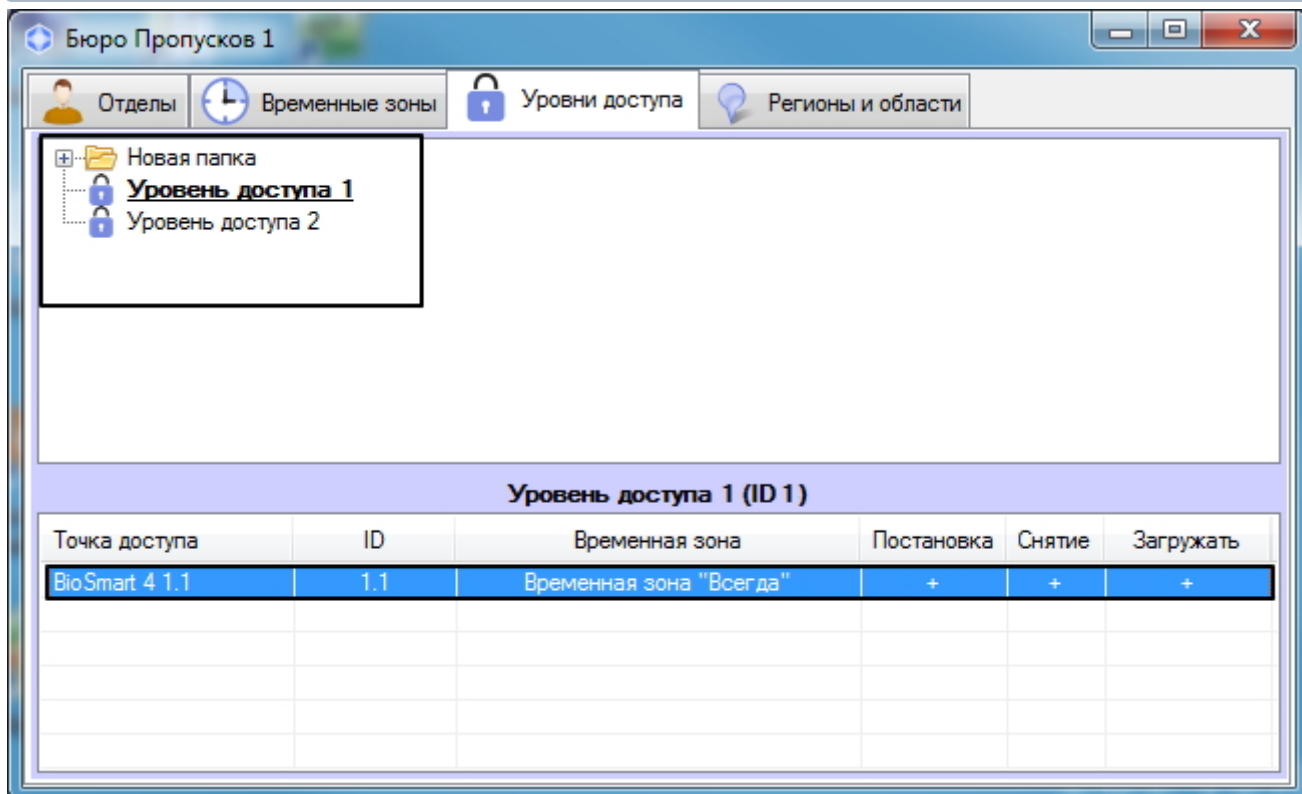 Бюро Пропусков 1
Отделы Временные зоны Уровни доступа Регионы и области
Новая папка
Уровень доступа 1
Уровень доступа 2
Уровень доступа 1 (ID 1)
Точка доступа ID Временная зона Постановка Снятие Загружать
BioSmart 4 1.1 1.1 Временная зона "Всегда" + + +